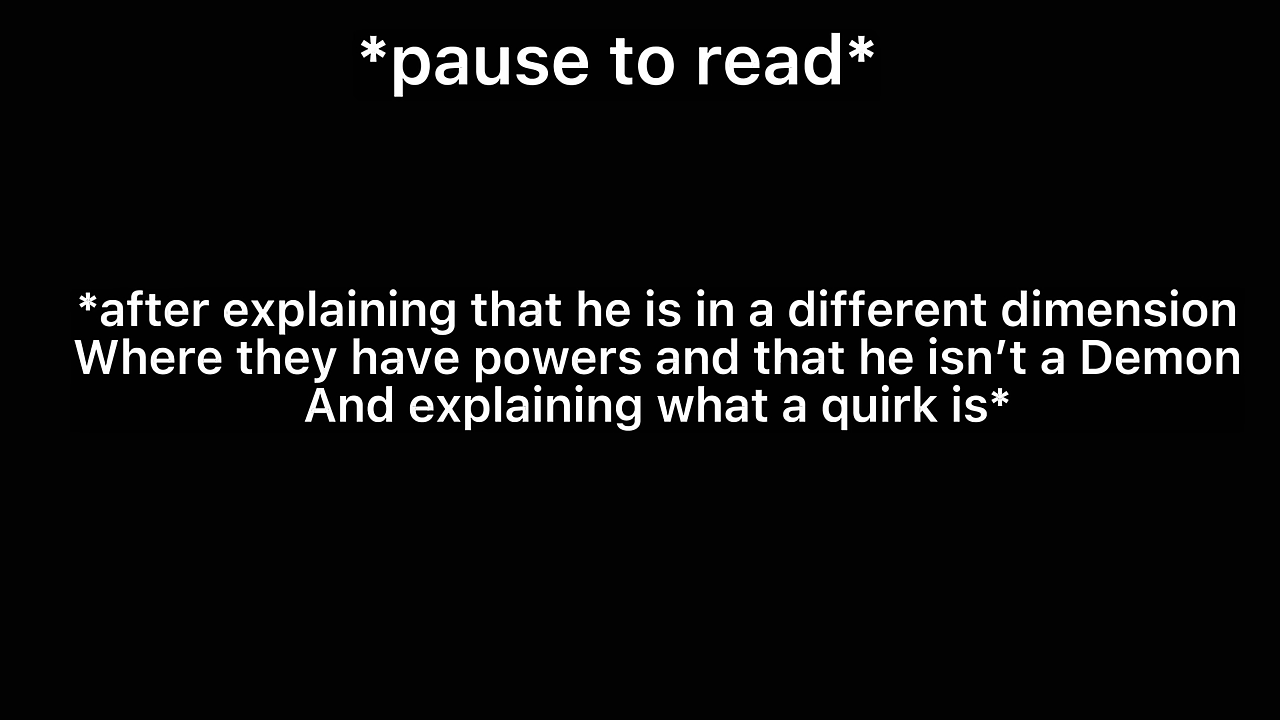 *pause to read*
*after explaining that he is in a different dimension
Where they have powers and that he isn’t a Demon
And explaining what a quirk is*